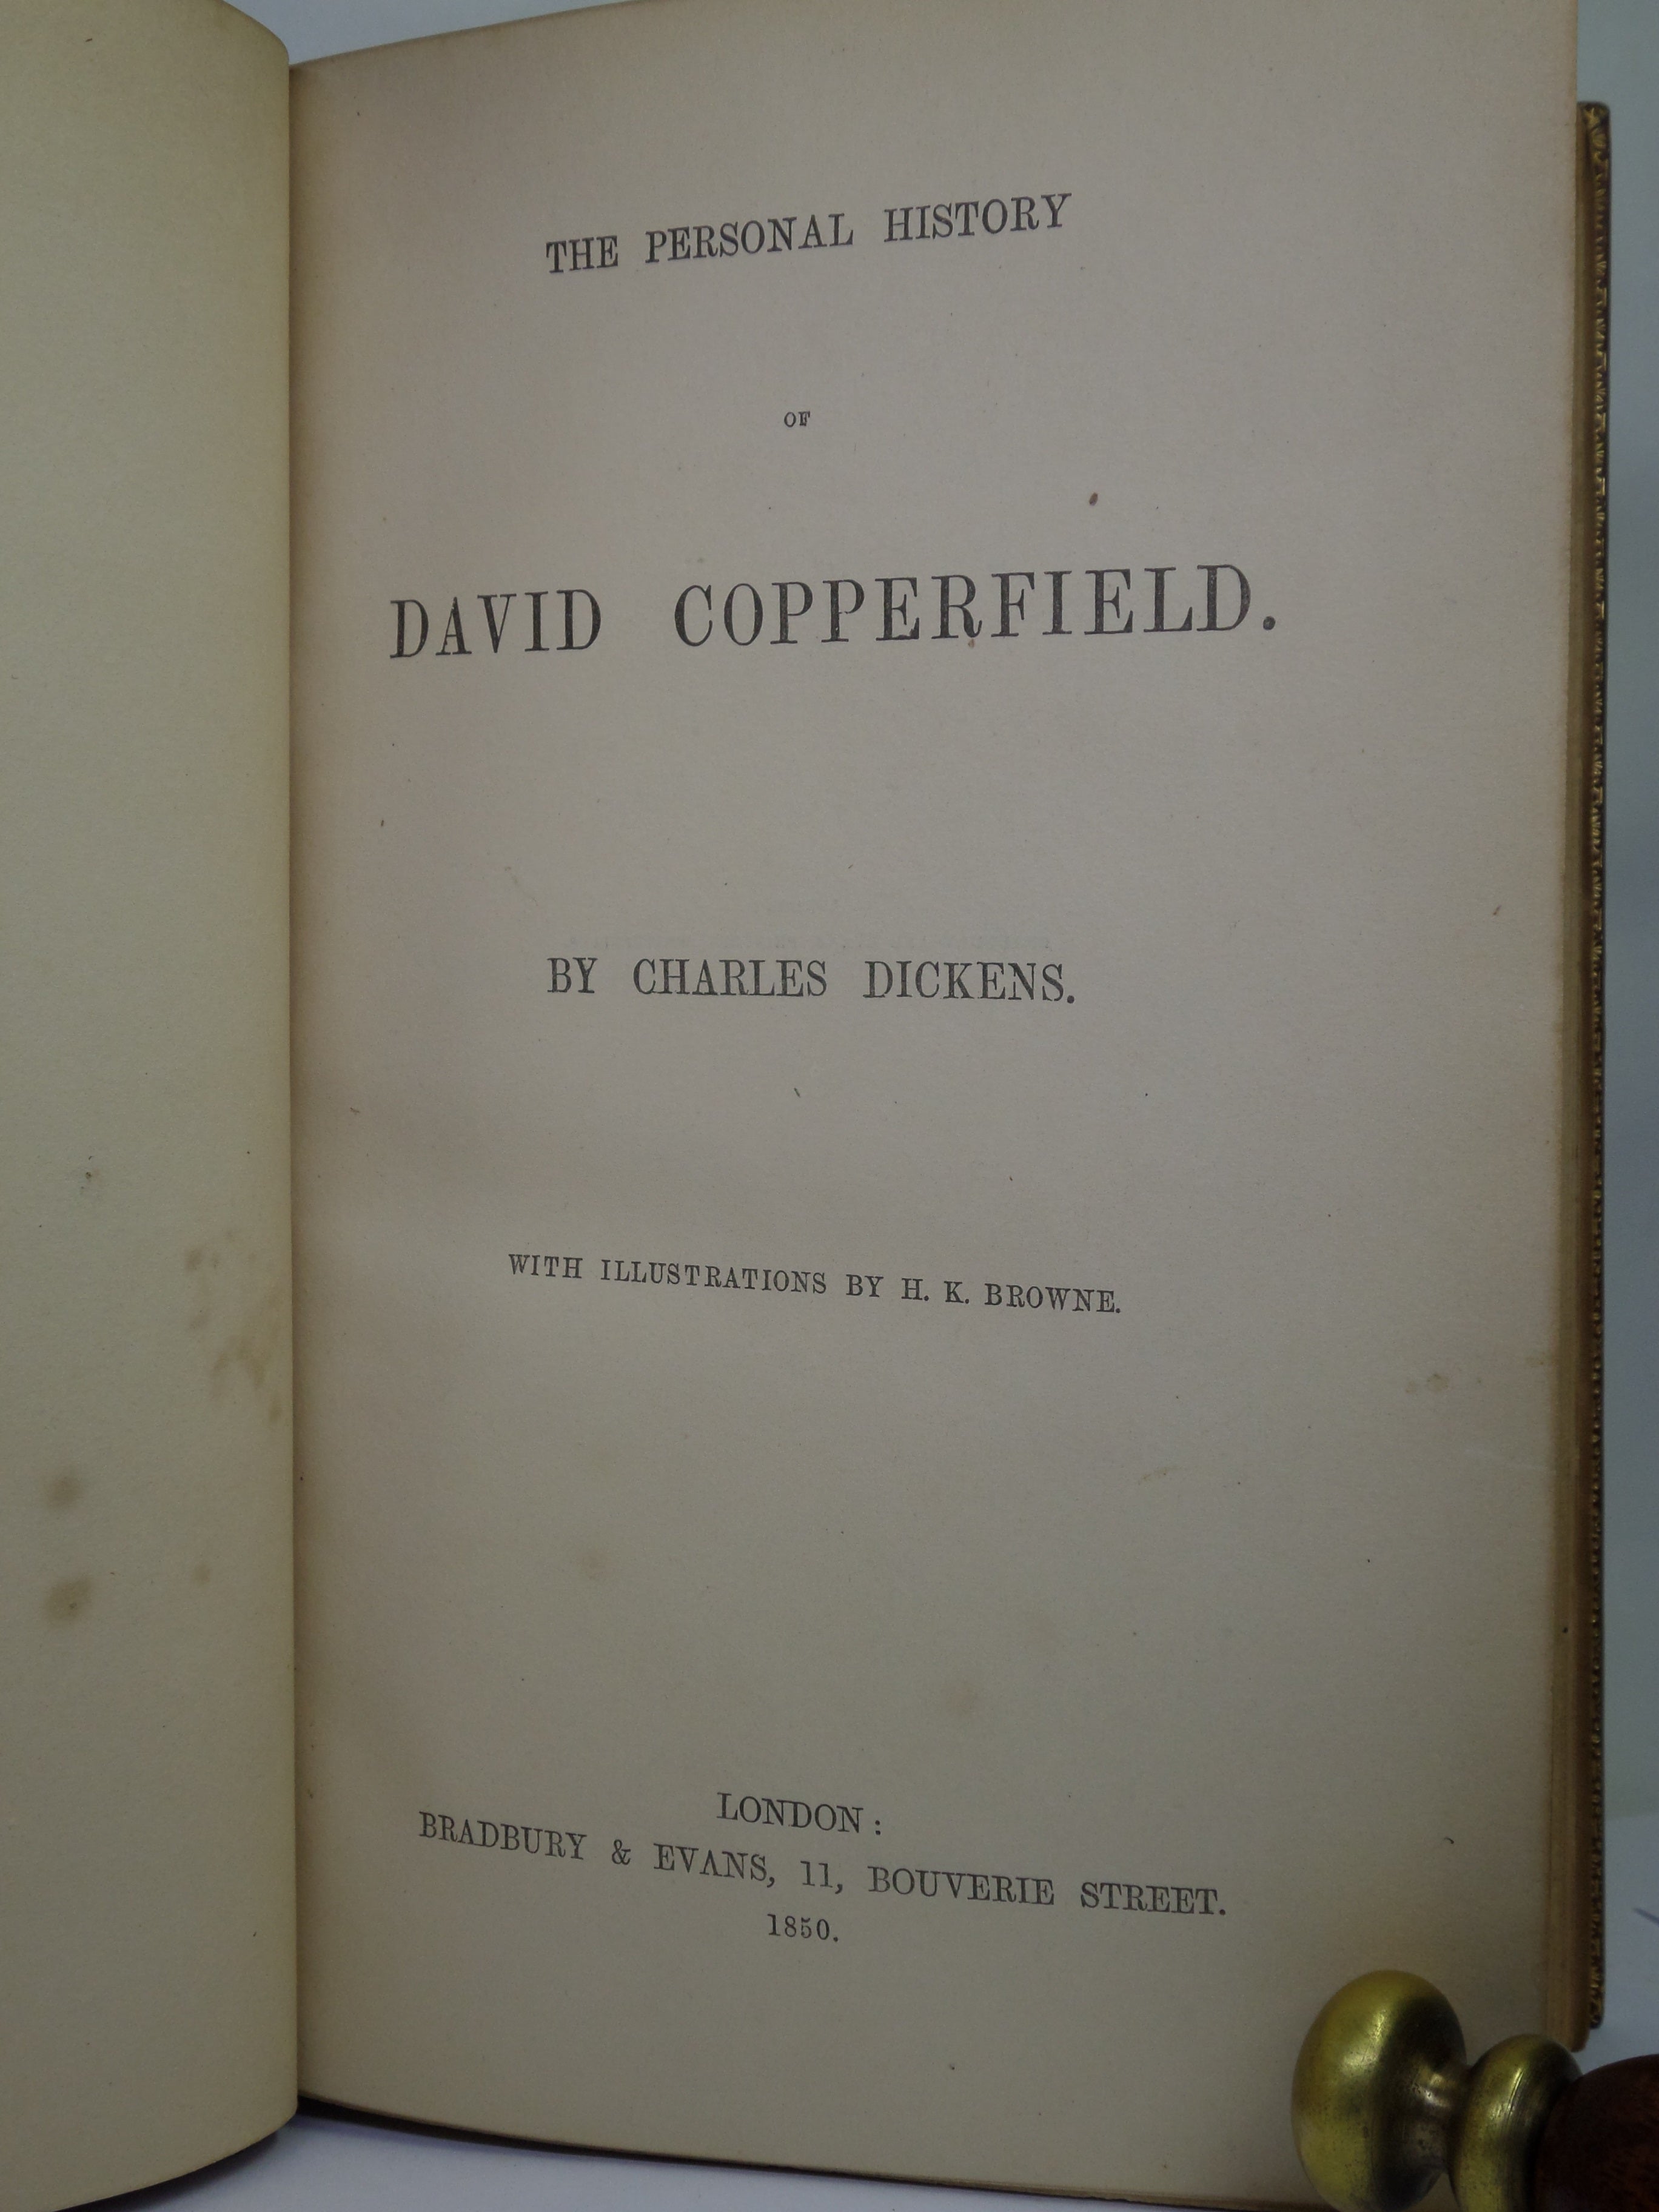 THE PERSONAL HISTORY
OF
DAVID COPPERFIELD.
BY CHARLES DICKENS.
WITH ILLUSTRATIONS BY H. K. BROWNE.
LONDON:
BRADBURY & EVANS, 11, BOUVERIE STREET.
1850.